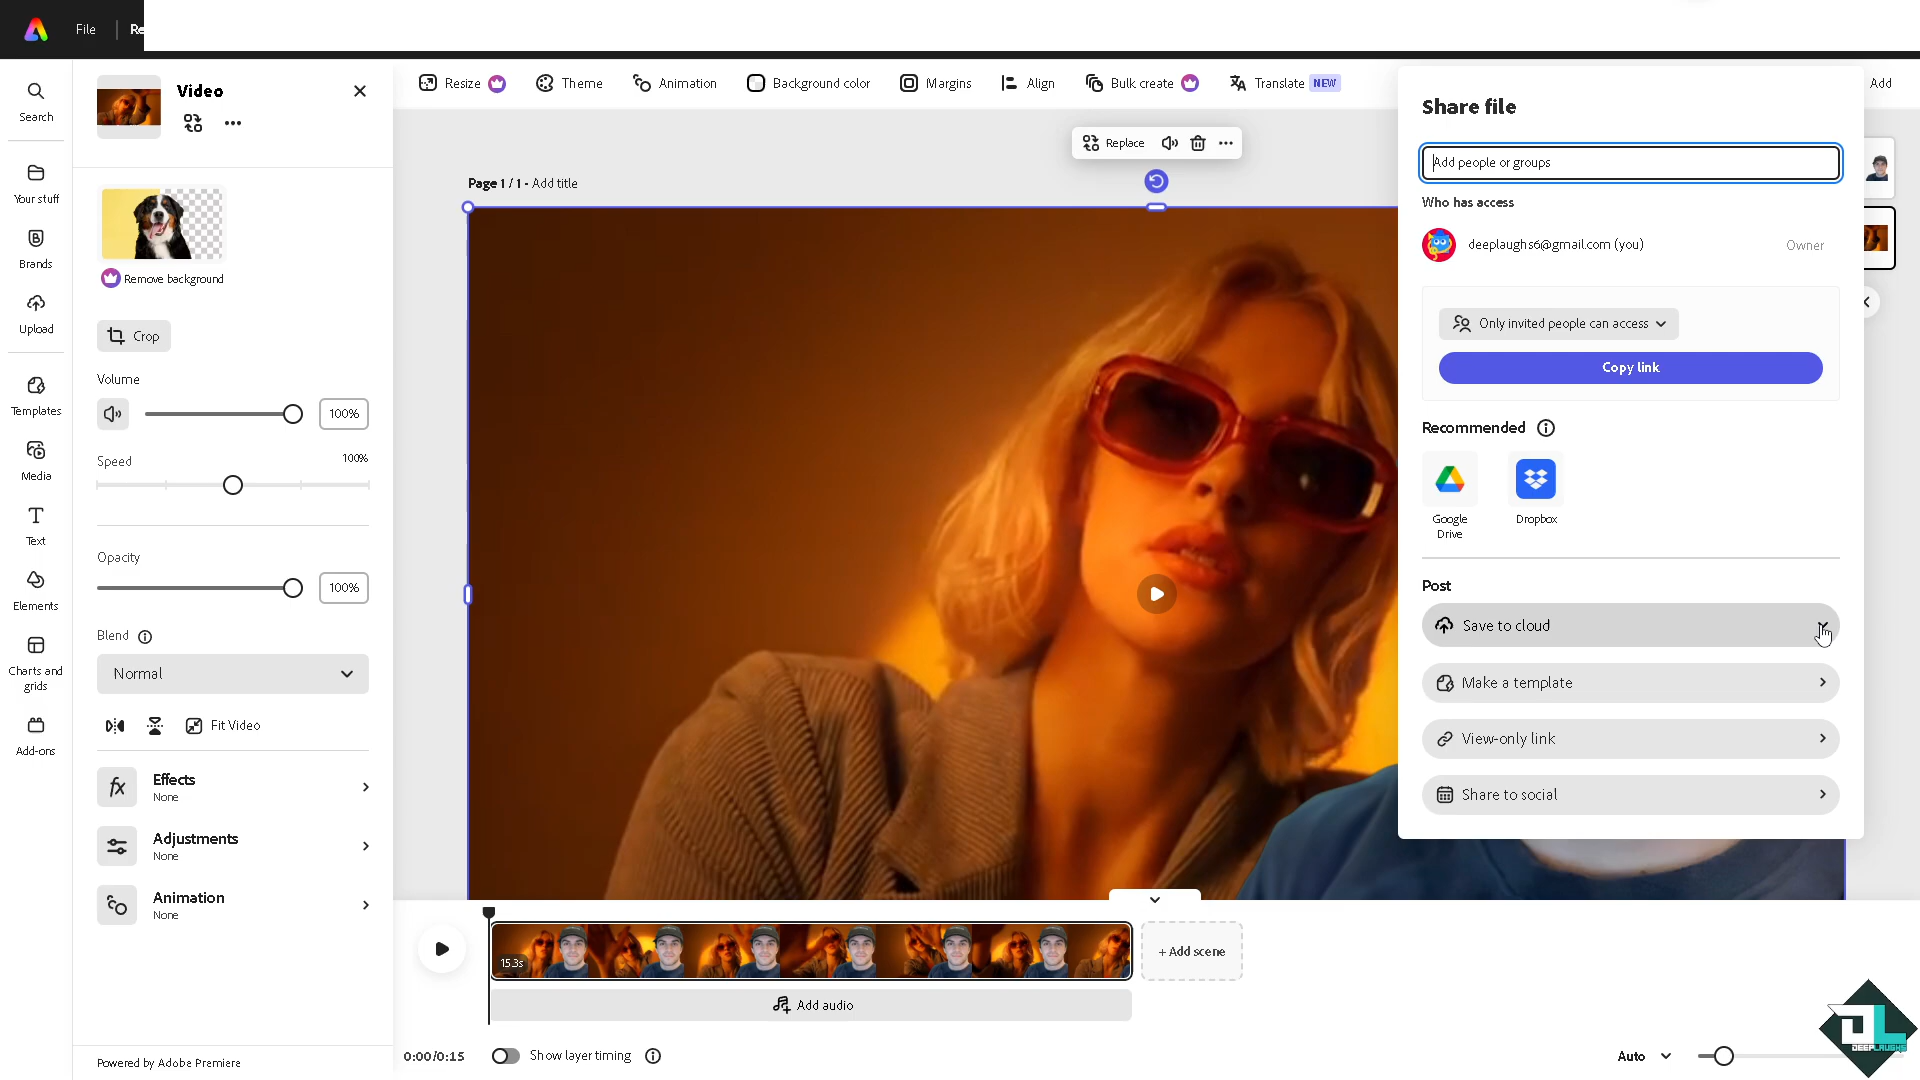 File
Re
Search
Your stuff
Brands
Upload
Templates
Media
Text
Elements
Charts and
grids
Add-ons
Video
Remove background
Crop
Volume
100%
Speed
100%
Opacity
100%
Blend
Normal
Fit Video
Effects
None
Adjustments
None
Animation
None
Powered by Adobe Premiere
Resize
Theme
Animation
Background color
Margins
Align
Bulk create
Translate NEW
Add
Replace
Page 1 / 1 - Add title
Share file
Add people or groups
Who has access
deeplaughs6@gmail.com (you)
Owner
Only invited people can access
Copy link
Recommended
Google
Drive
Dropbox
Post
Save to cloud
Make a template
View-only link
Share to social
15.3s
+ Add scene
Add audio
0:00/0:15
Show layer timing
Auto
DL
DEEPLAUGHS